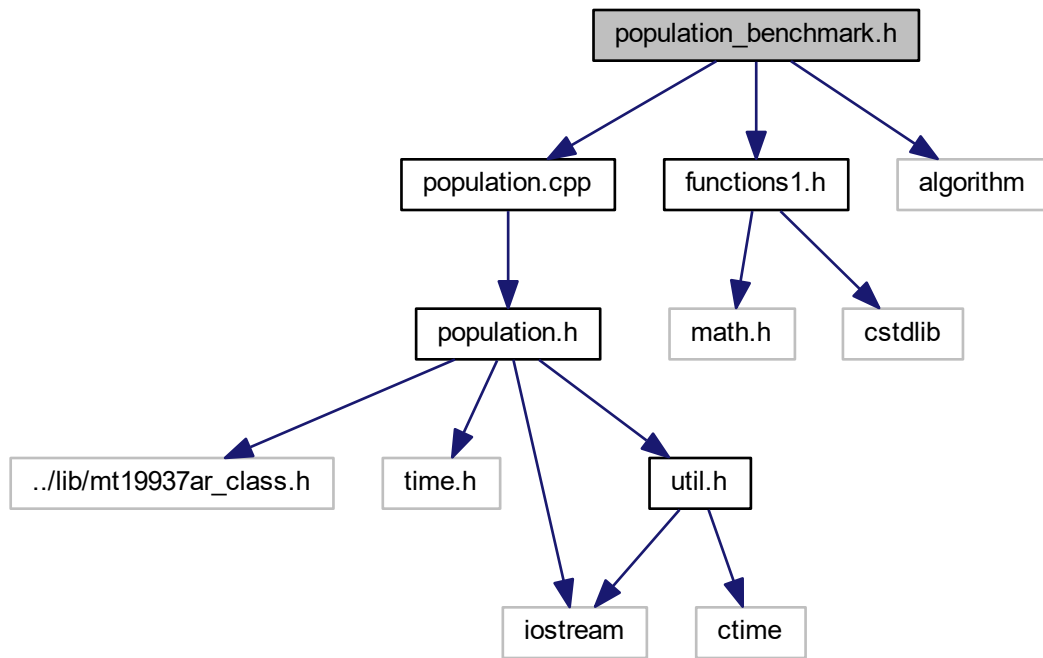 population_benchmark.h
population.cpp
functions1.h
algorithm
population.h
math.h
cstdlib
../lib/mt19937ar_class.h
time.h
util.h
iostream
ctime